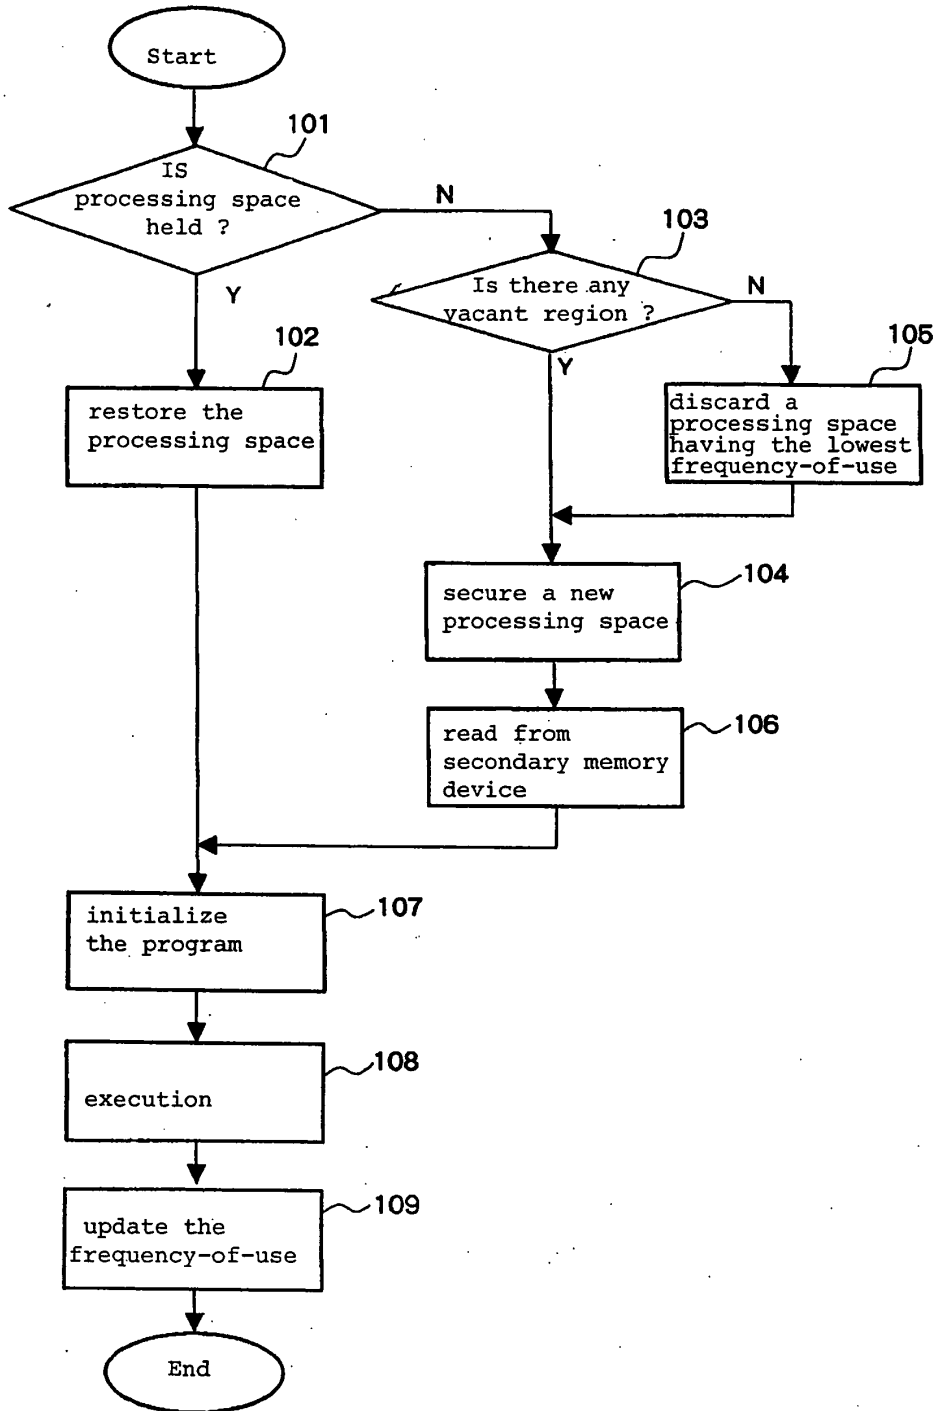 Start
101
IS
processing space
held ?
N
Y
103
Is there any
vacant region ?
N
Y
102
restore the
processing space
105
discard a
processing space
having the lowest
frequency-of-use
104
secure a new
processing space
106
read from
secondary memory
device
107
initialize
the program
108
execution
109
update the
frequency-of-use
End